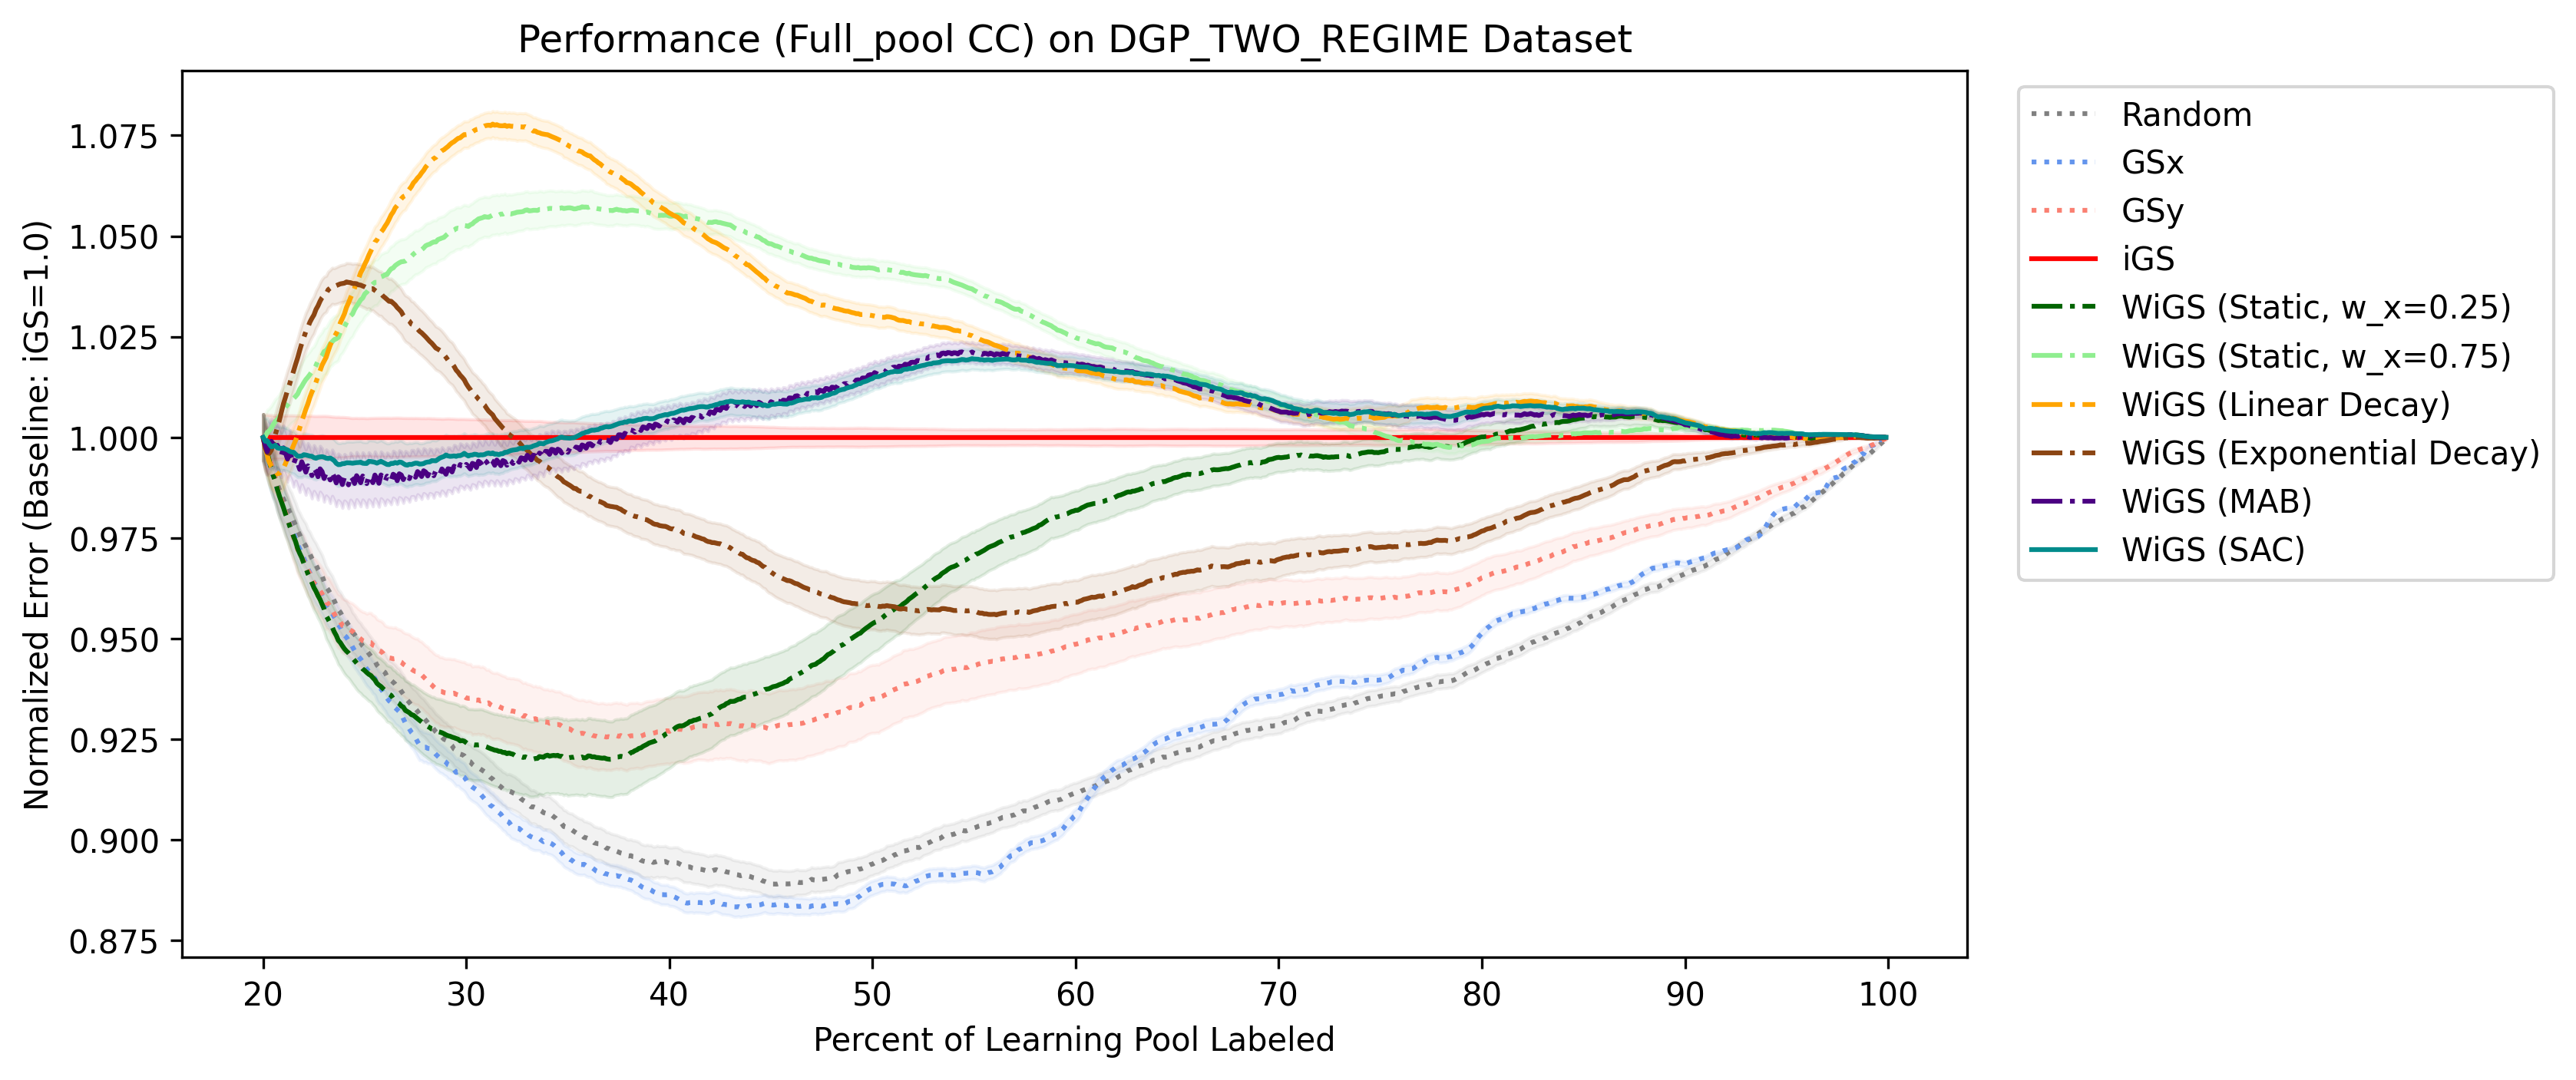 Performance (Full_pool CC) on DGP_TWO_REGIME Dataset
Normalized Error (Baseline: iGS=1.0)
1.075
1.050
1.025
1.000
0.975
0.950
0.925
0.900
0.875
20 30 40 50 60 70 80 90 100
Percent of Learning Pool Labeled
Random
GSx
GSy
iGS
WiGS (Static, w_x=0.25)
WiGS (Static, w_x=0.75)
WiGS (Linear Decay)
WiGS (Exponential Decay)
WiGS (MAB)
WiGS (SAC)